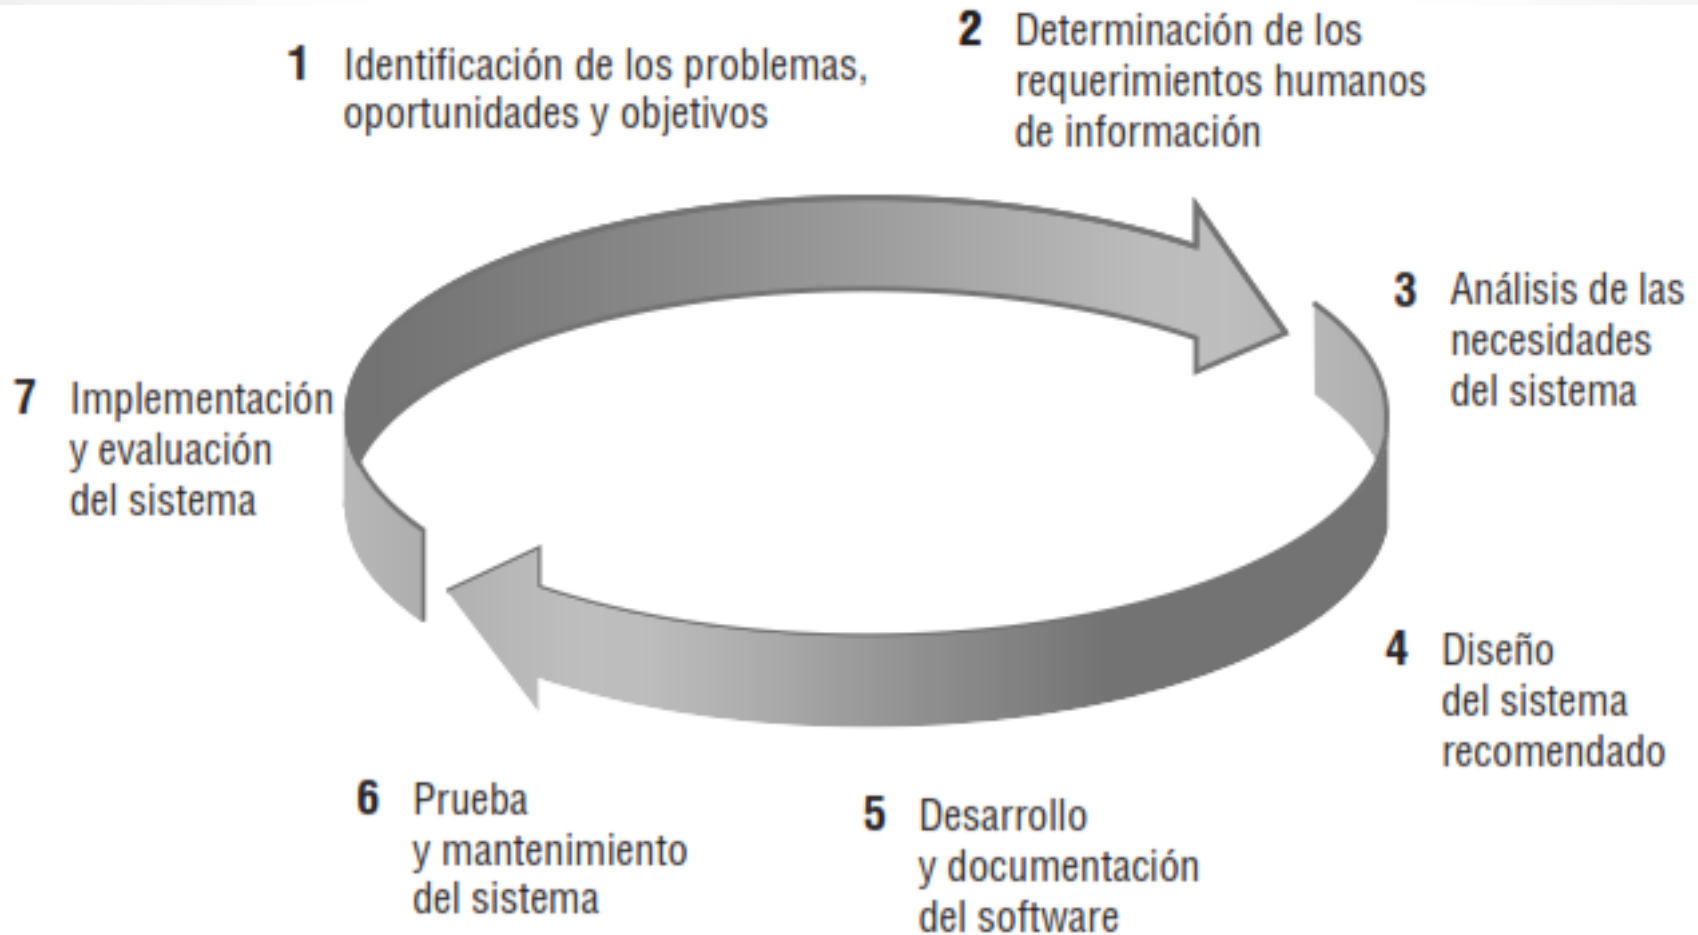 1 Identificación de los problemas,
oportunidades y objetivos
2 Determinación de los
requerimientos humanos
de información
3 Análisis de las
necesidades
del sistema
4 Diseño
del sistema
recomendado
5 Desarrollo
y documentación
del software
6 Prueba
y mantenimiento
del sistema
7 Implementación
y evaluación
del sistema